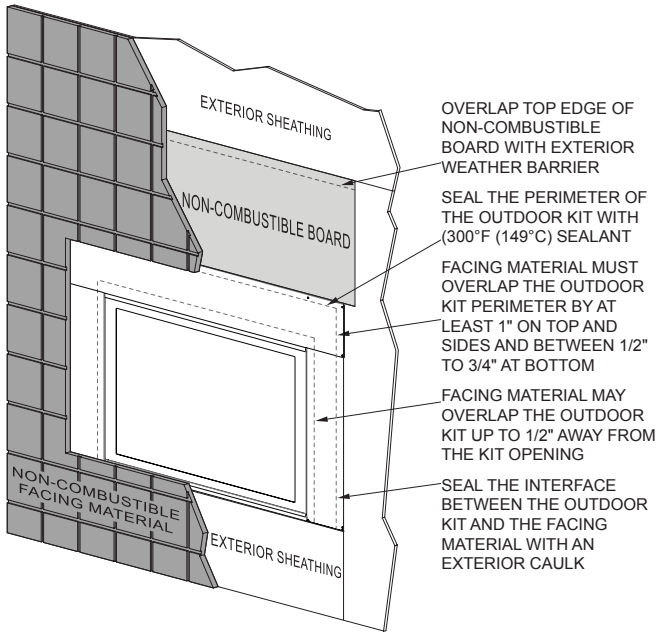 EXTERIOR SHEATHING
NON-COMBUSTIBLE BOARD
NON-COMBUSTIBLE
FACING MATERIAL
EXTERIOR SHEATHING
OVERLAP TOP EDGE OF
NON-COMBUSTIBLE
BOARD WITH EXTERIOR
WEATHER BARRIER
SEAL THE PERIMETER OF
THE OUTDOOR KIT WITH
(300°F (149°C) SEALANT
FACING MATERIAL MUST
OVERLAP THE OUTDOOR
KIT PERIMETER BY AT
LEAST 1" ON TOP AND
SIDES AND BETWEEN 1/2"
TO 3/4" AT BOTTOM
FACING MATERIAL MAY
OVERLAP THE OUTDOOR
KIT UP TO 1/2" AWAY FROM
THE KIT OPENING
SEAL THE INTERFACE
BETWEEN THE OUTDOOR
KIT AND THE FACING
MATERIAL WITH AN
EXTERIOR CAULK